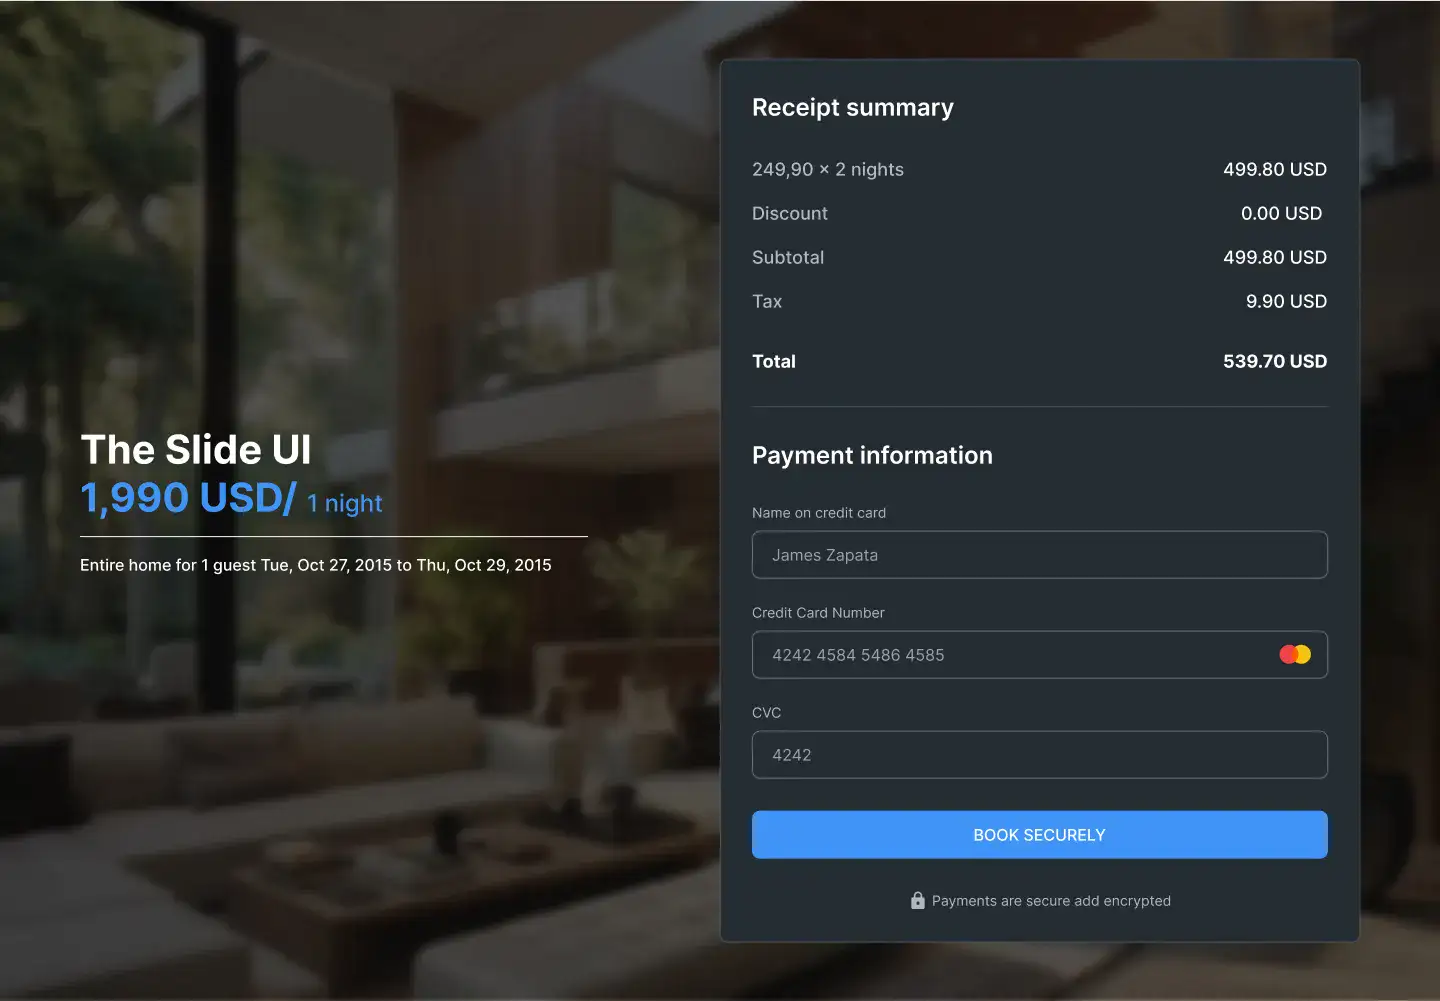 The Slide UI
1,990 USD/ 1 night
Entire home for 1 guest Tue, Oct 27, 2015 to Thu, Oct 29, 2015
Receipt summary
249,90 × 2 nights 499.80 USD
Discount 0.00 USD
Subtotal 499.80 USD
Tax 9.90 USD
Total 539.70 USD
Payment information
Name on credit card
James Zapata
Credit Card Number
4242 4584 5486 4585
CVC
4242
BOOK SECURELY
Payments are secure add encrypted